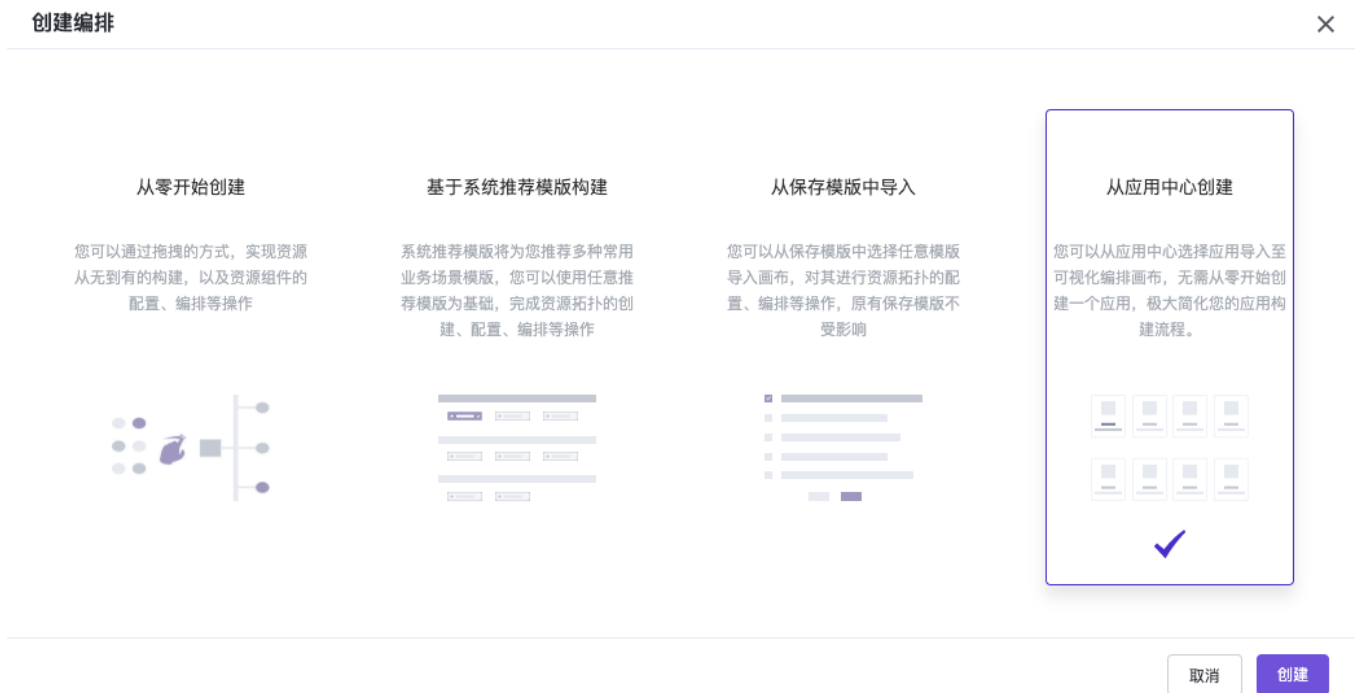 创建编排
从零开始创建
您可以通过拖拽的方式，实现资源
从无到有的构建，以及资源组件的
配置、编排等操作
基于系统推荐模版构建
系统推荐模版将为您推荐多种常用
业务场景模版，您可以使用任意推
荐模版为基础，完成资源拓扑的创
建、配置、编排等操作
从保存模版中导入
您可以从保存模版中选择任意模版
导入画布，对其进行资源拓扑的配
置、编排等操作，原有保存模版不
受影响
从应用中心创建
您可以从应用中心选择应用导入至
可视化编排画布，无需从零开始创
建一个应用，极大简化您的应用构
建流程。
取消
创建